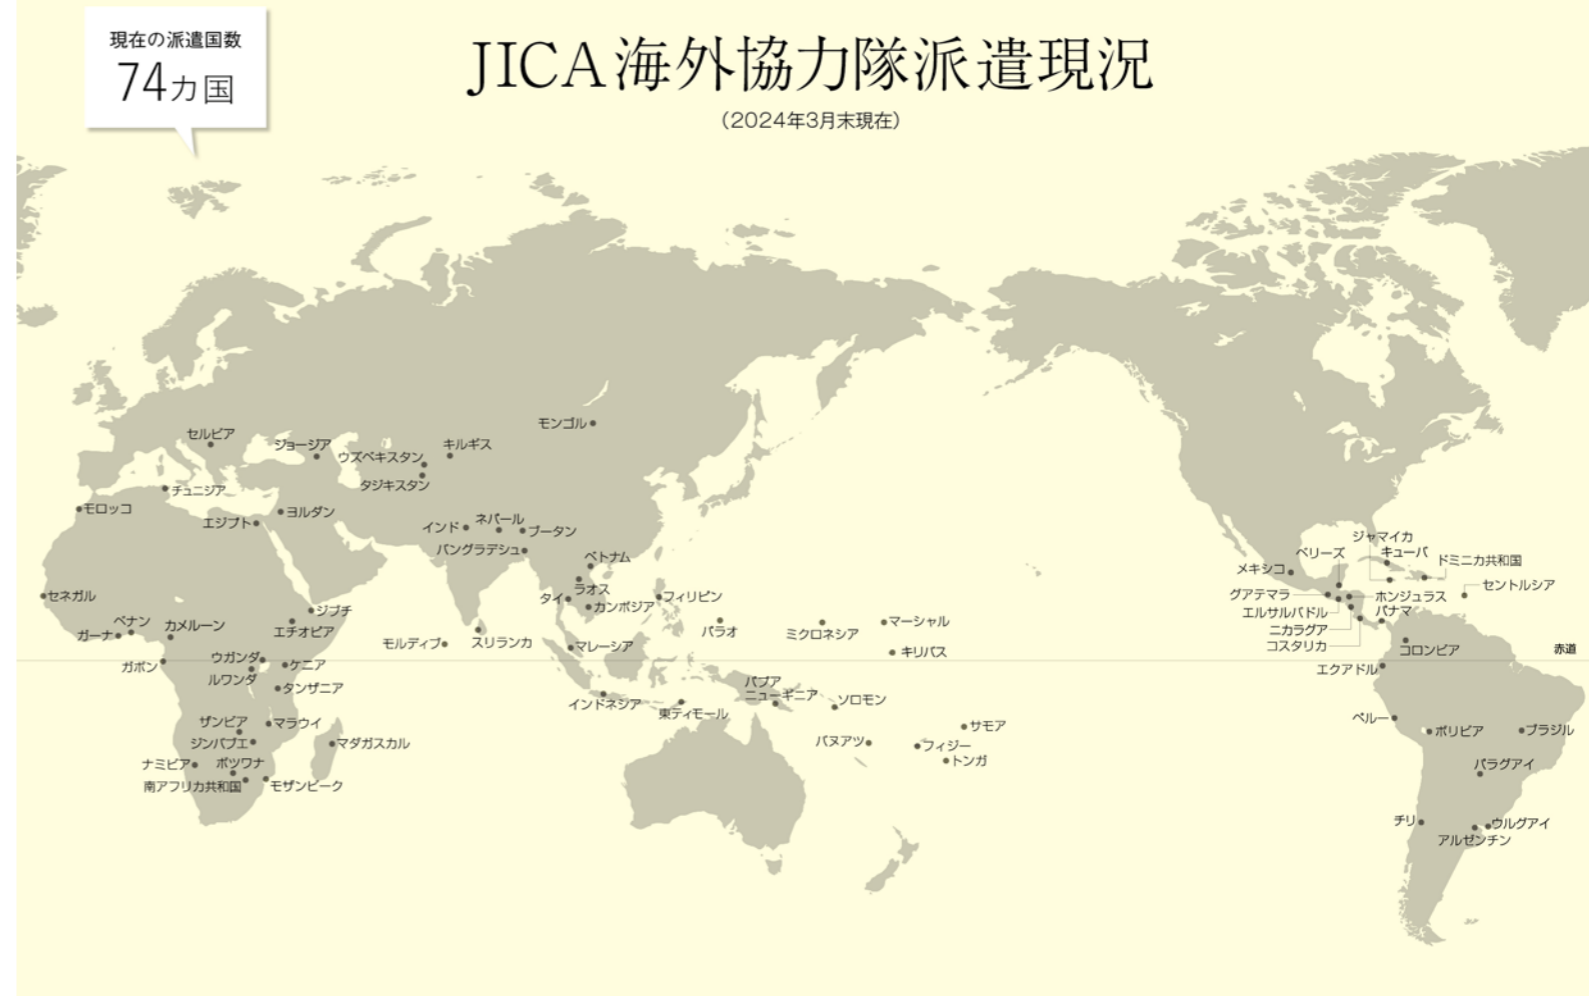 現在の派遣国数
74カ国
JICA海外協力隊派遣現況
（2024年3月末現在）
セルビア
ジョージア
ウズベキスタン
キルギス
タジキスタン
モンゴル
チュニジア
モロッコ
エジプト
ヨルダン
インド
ネパール
ブータン
バングラデシュ
ベトナム
ラオス
タイ
カンボジア
フィリピン
セネガル
ジブチ
エチオピア
ベナン
ガーナ
カメルーン
ガボン
ウガンダ
ルワンダ
ケニア
タンザニア
ザンビア
マラウイ
ジンバブエ
マダガスカル
ナミビア
ボツワナ
南アフリカ共和国
モザンビーク
モルディブ
スリランカ
マレーシア
インドネシア
東ティモール
パラオ
ミクロネシア
マーシャル
キリバス
パプア
ニューギニア
ソロモン
サモア
バヌアツ
フィジー
トンガ
ジャマイカ
ベリーズ
キューバ
ドミニカ共和国
メキシコ
セントルシア
グアテマラ
ホンジュラス
エルサルバドル
パナマ
ニカラグア
コスタリカ
コロンビア
赤道
エクアドル
ペルー
ボリビア
ブラジル
パラグアイ
チリ
ウルグアイ
アルゼンチン